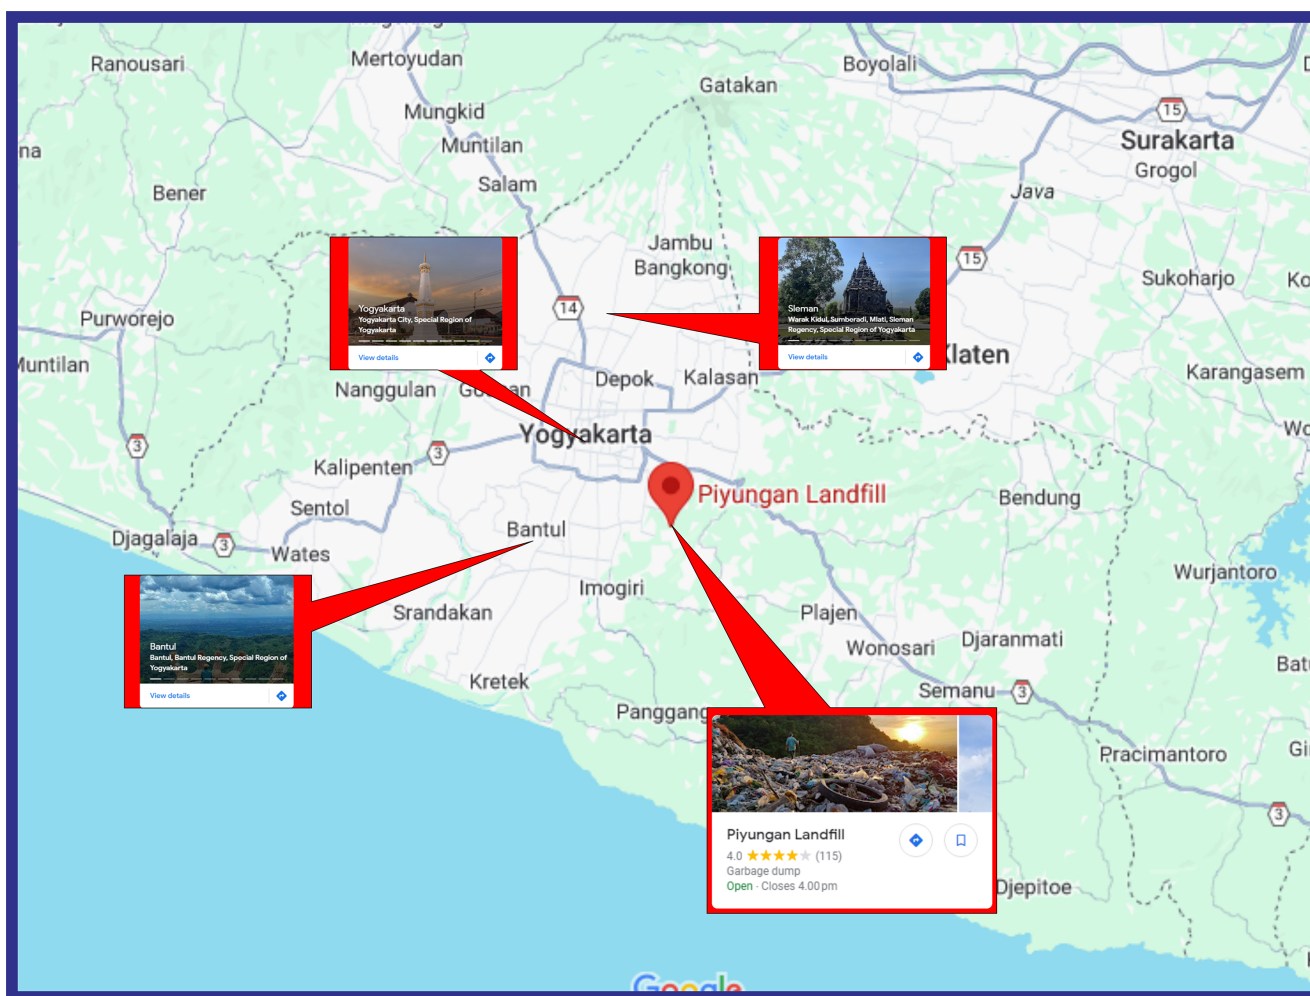 Ranousari
Mertoyudan
Boyolali
Gatakan
Mungkid
15
Muntilan
Surakarta
na
Grogol
Salam
Bener
Java
Jambu
Bangkong
15
Sukoharjo
Ko
Yogyakarta
Yogyakarta City, Special Region of
Yogyakarta
View details
14
Sleman
Warak Kidul, Sumberadi, Mlati, Sleman
Regency, Special Region of Yogyakarta
View details
Purworejo
Klaten
Muntilan
Depok
Kalasan
Karangasem
Nanggulan
Yogyakarta
Wo
3
3
Kalipenten
Piyungan Landfill
Bendung
Sentol
Bantul
Djagalaja
3
Wates
Wurjantoro
Imogiri
Srandakan
Plajen
Wonosari
Djaranmati
Bantul
Bantul, Bantul Regency, Special Region of
Yogyakarta
View details
Batu
Kretek
Semanu
3
Panggang
Pracimantoro
Gi
3
Piyungan Landfill
4.0 (115)
Garbage dump
Open · Closes 4.00 pm
Djepitoe
Google